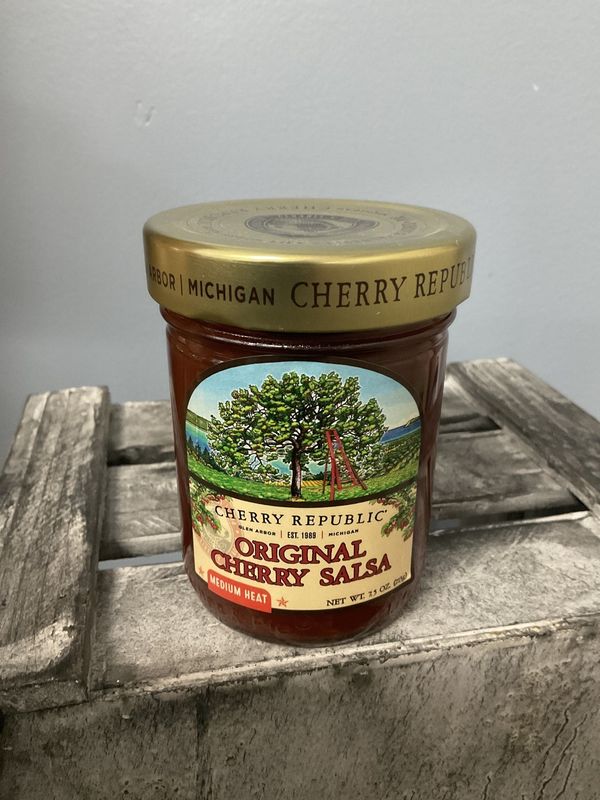 ARBOR | MICHIGAN CHERRY REPUBLIC
CHERRY REPUBLIC
GLEN ARBOR | EST. 1989 | MICHIGAN
ORIGINAL
CHERRY SALSA
MEDIUM HEAT
NET WT. 7.5 OZ.